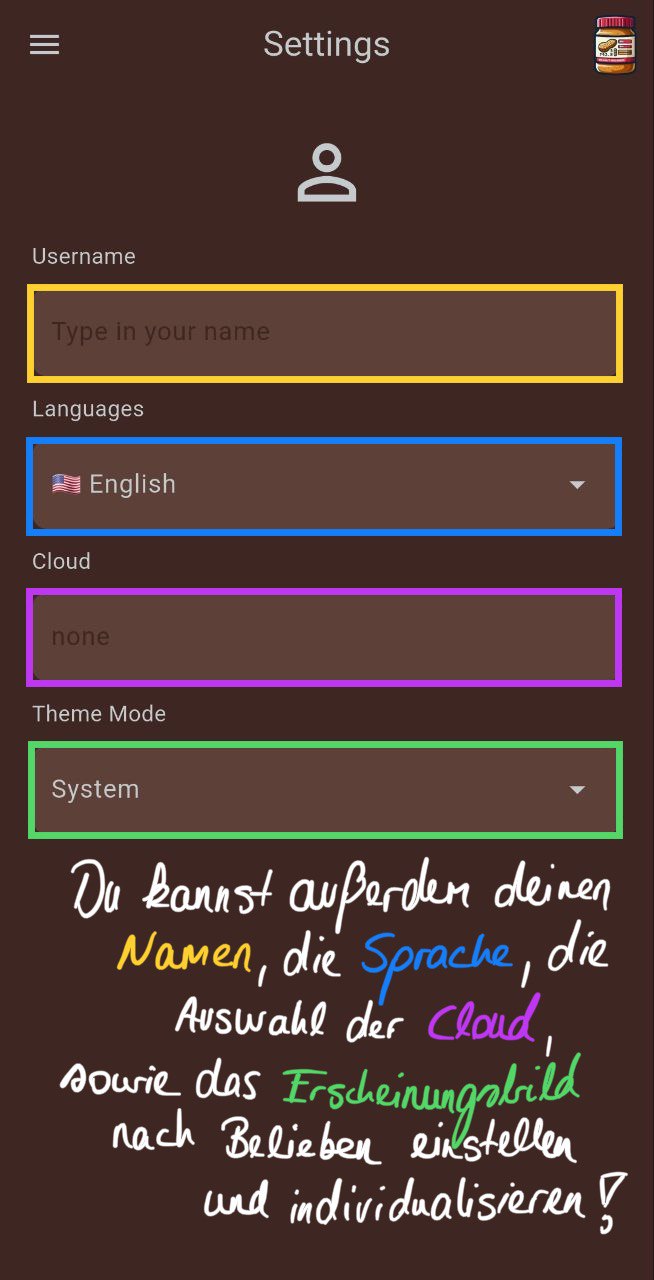 Settings
Username
Type in your name
Languages
English
Cloud
none
Theme Mode
System
Du kannst außerdem deinen
Namen, die Sprache, die
Auswahl der Cloud,
sowie das Erscheinungsbild
nach Belieben einstellen
und individualisieren!